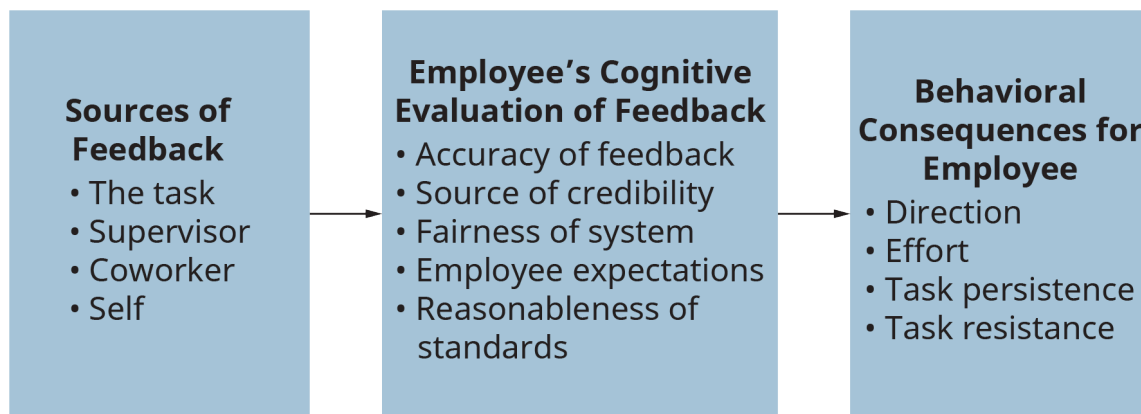 Sources of
Feedback
• The task
• Supervisor
• Coworker
• Self
Employee’s Cognitive
Evaluation of Feedback
• Accuracy of feedback
• Source of credibility
• Fairness of system
• Employee expectations
• Reasonableness of
standards
Behavioral
Consequences for
Employee
• Direction
• Effort
• Task persistence
• Task resistance